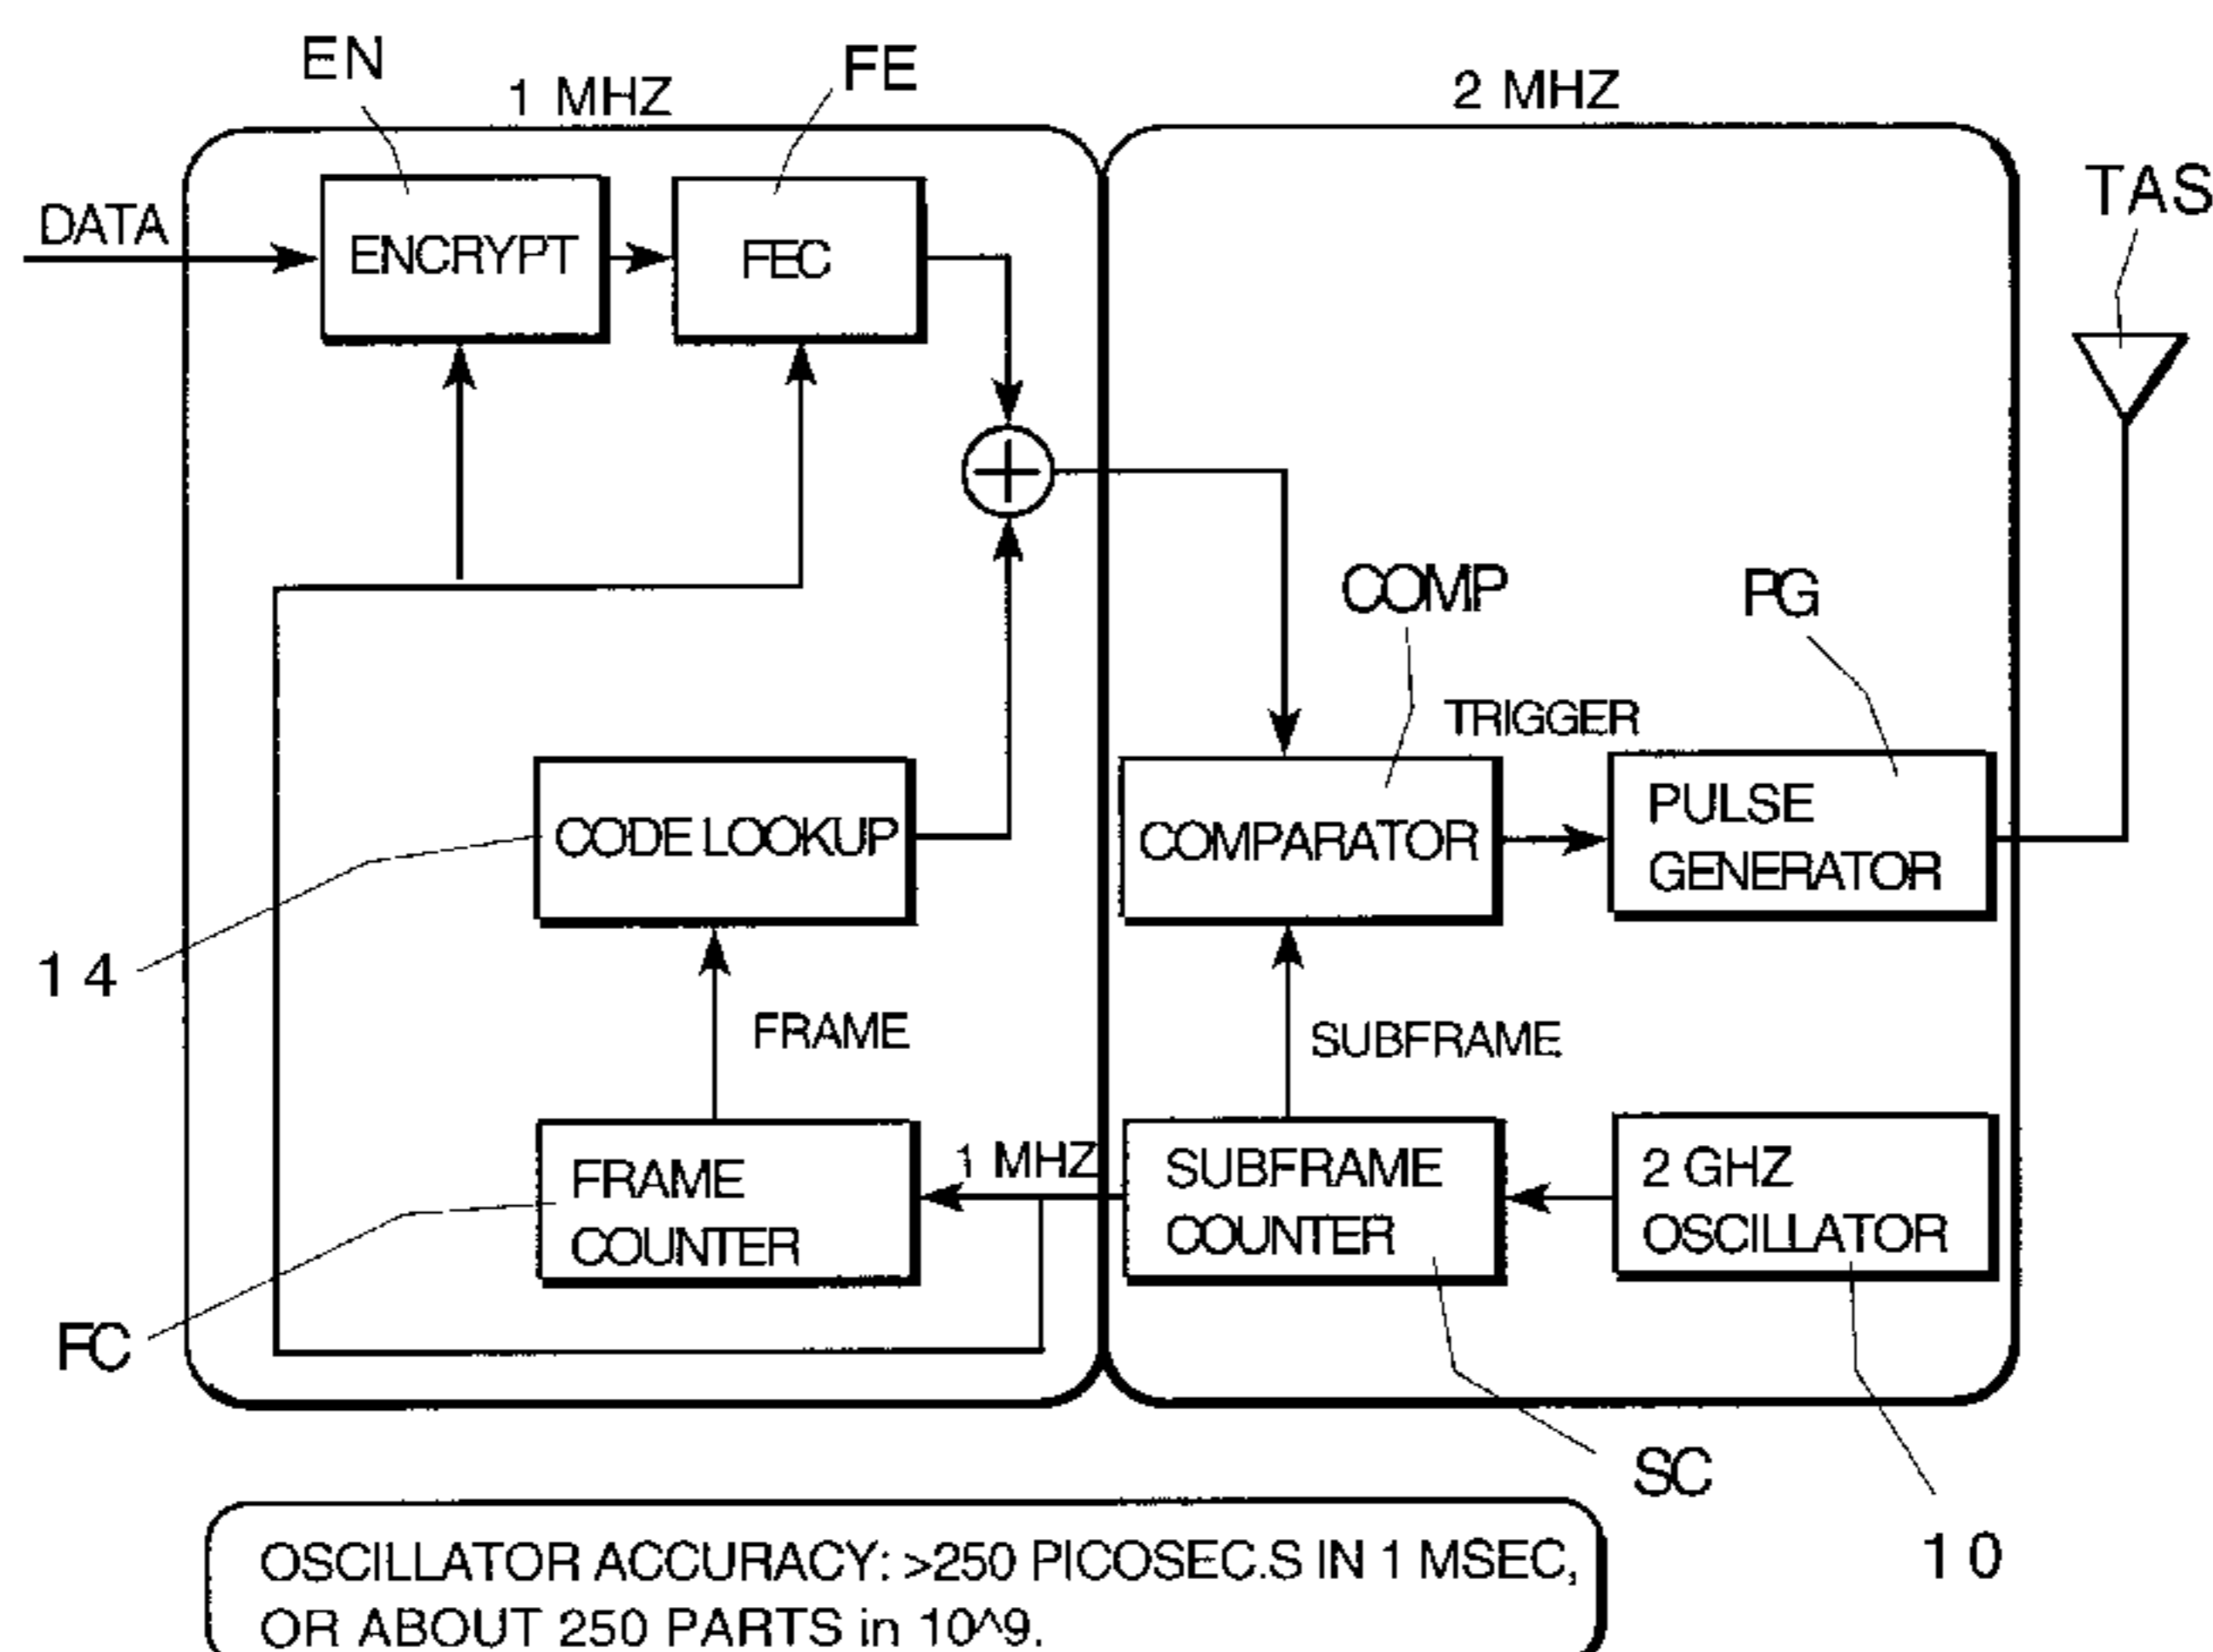 EN
1 MHZ
FE
2 MHZ
TAS
DATA
ENCRYPT
FEC
COMP
PG
TRIGGER
CODE LOOKUP
COMPARATOR
PULSE
GENERATOR
14
FRAME
SUBFRAME
FRAME
COUNTER
1 MHZ
SUBFRAME
COUNTER
2 GHZ
OSCILLATOR
FC
SC
10
OSCILLATOR ACCURACY: >250 PICOSEC.S IN 1 MSEC,
OR ABOUT 250 PARTS in 10^9.